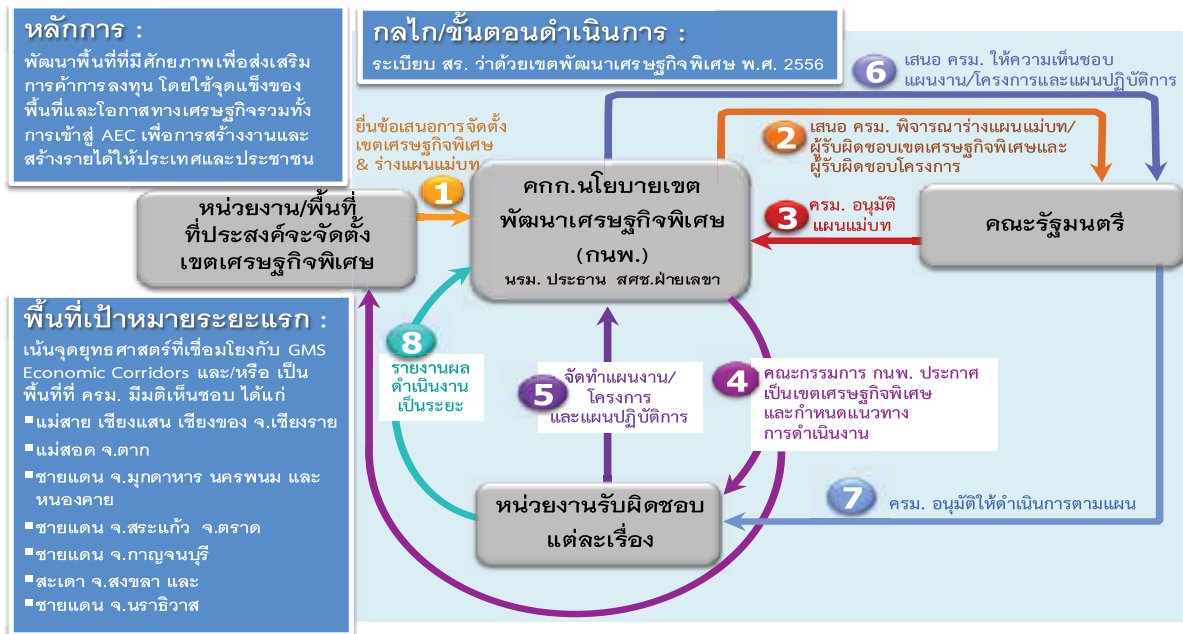 หลักการ :
พัฒนาพื้นที่ที่มีศักยภาพเพื่อส่งเสริม
การค้าการลงทุน โดยใช้จุดแข็งของ
พื้นที่และโอกาสทางเศรษฐกิจรวมทั้ง
การเข้าสู่ AEC เพื่อการสร้างงานและ
สร้างรายได้ให้ประเทศและประชาชน
กลไก/ขั้นตอนดำเนินการ :
ระเบียบ สร. ว่าด้วยเขตพัฒนาเศรษฐกิจพิเศษ พ.ศ. 2556
6
เสนอ ครม. ให้ความเห็นชอบ
แผนงาน/โครงการและแผนปฏิบัติการ
ยื่นข้อเสนอการจัดตั้ง
เขตเศรษฐกิจพิเศษ
& ร่างแผนแม่บท
1
2
เสนอ ครม. พิจารณาร่างแผนแม่บท/
ผู้รับผิดชอบเขตเศรษฐกิจพิเศษและ
ผู้รับผิดชอบโครงการ
หน่วยงาน/พื้นที่
ที่ประสงค์จะจัดตั้ง
เขตเศรษฐกิจพิเศษ
คกก.นโยบายเขต
พัฒนาเศรษฐกิจพิเศษ
(กนพ.)
นรม. ประธาน สศช.ฝ่ายเลขา
3
ครม. อนุมัติ
แผนแม่บท
คณะรัฐมนตรี
พื้นที่เป้าหมายระยะแรก :
เน้นจุดยุทธศาสตร์ที่เชื่อมโยงกับ GMS
Economic Corridors และ/หรือ เป็น
พื้นที่ที่ ครม. มีมติเห็นชอบ ได้แก่
▪แม่สาย เชียงแสน เชียงของ จ.เชียงราย
▪แม่สอด จ.ตาก
▪ชายแดน จ.มุกดาหาร นครพนม และ
หนองคาย
▪ชายแดน จ.สระแก้ว จ.ตราด
▪ชายแดน จ.กาญจนบุรี
▪สะเดา จ.สงขลา และ
▪ชายแดน จ.นราธิวาส
8
รายงานผล
ดำเนินงาน
เป็นระยะ
5
จัดทำแผนงาน/
โครงการ
และแผนปฏิบัติการ
4
คณะกรรมการ กนพ. ประกาศ
เป็นเขตเศรษฐกิจพิเศษ
และกำหนดแนวทาง
การดำเนินงาน
หน่วยงานรับผิดชอบ
แต่ละเรื่อง
7
ครม. อนุมัติให้ดำเนินการตามแผน